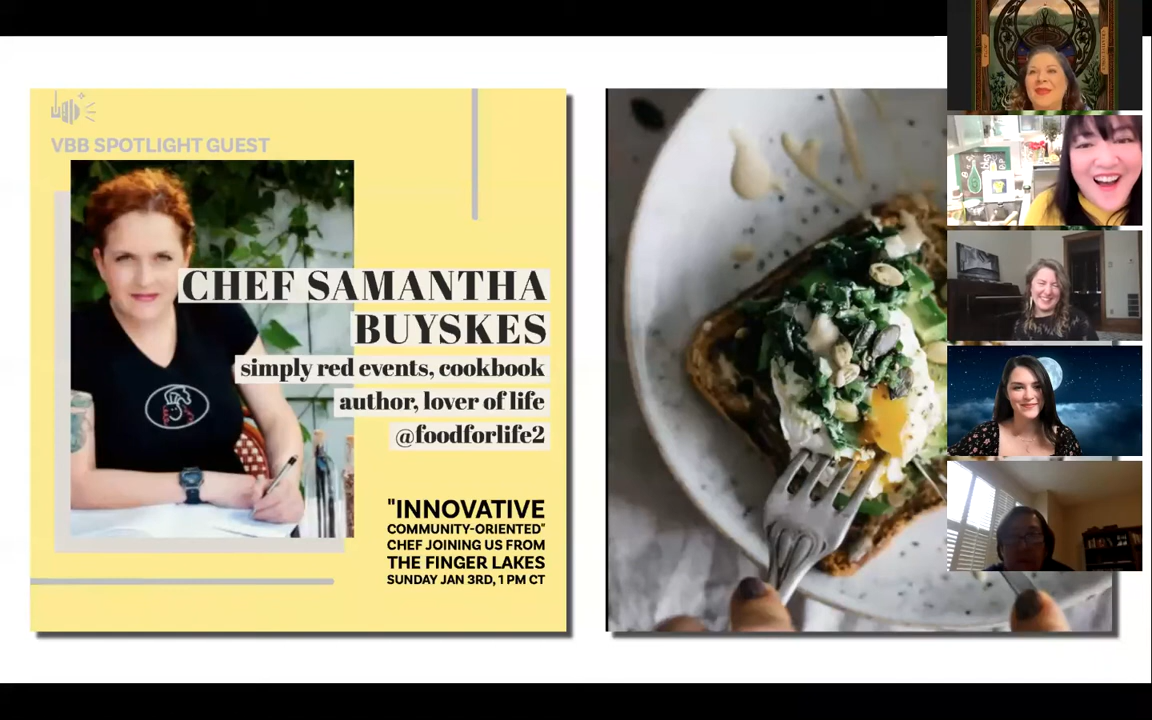 VBB SPOTLIGHT GUEST
CHEF SAMANTHA
BUYSKES
simply red events, cookbook
author, lover of life
@foodforlife2
"INNOVATIVE
COMMUNITY-ORIENTED"
CHEF JOINING US FROM
THE FINGER LAKES
SUNDAY JAN 3RD, 1 PM CT